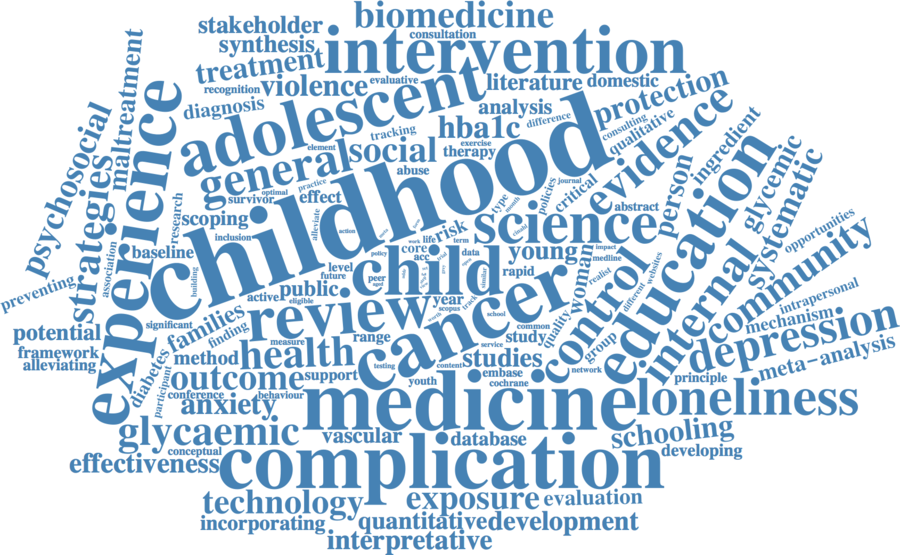 biomedicine
stakeholder
consultation
synthesis
intervention
treatment
recognition
violence
evaluative
literature
domestic
maltreatment
diagnosis
adolescent
analysis
protection
psychosocial
experience
tracking
hba1c
difference
consulting
qualitative
evidence
element
exercise
therapy
general
social
abuse
childhood
strategies
practice
optimal
survivor
effect
journal
critical
policies
person
ingredient
education
glycemic
systematic
research
scoping
alleviate
action
type
month
abstract
science
association
inclusion
baseline
risk
life
work
core
term
young
clinahl
opportunities
community
building
policy
level
future
acc
child
trial
data
rapid
woman
impact
medline
control
internal
preventing
public
active
eligible
peer
similar
realist
websites
different
intrapersonal
mechanism
potential
significant
families
finding
review
year
scopus
track
worth
school
common
study
quality
group
depression
framework
alleviating
diabetes
method
measure
health
range
cancer
service
studies
network
meta-analysis
participant
outcome
support
testing
content
embase
cochrane
youth
principle
conference
behaviour
anxiety
medicine
loneliness
glycaemic
vascular
database
schooling
conceptual
developing
effectiveness
complication
technology
exposure
evaluation
incorporating
quantitative
development
interpretative